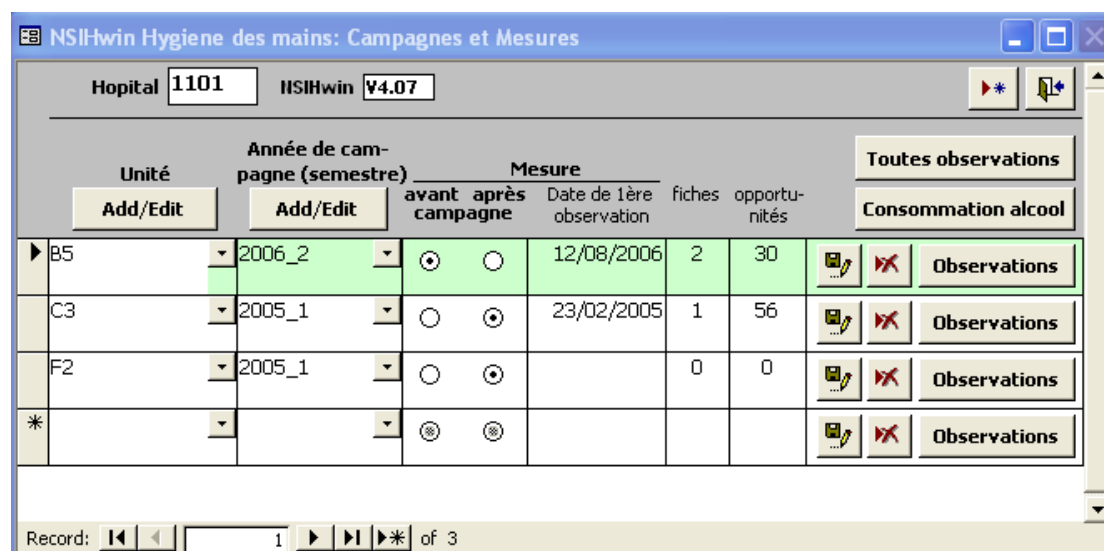 NSIHwin Hygiene des mains: Campagnes et Mesures
Hopital 1101 NSIHwin V4.07
Unité
Année de cam-
pagne (semestre)
Mesure
Toutes observations
Add/Edit Add/Edit
avant après
campagne
Date de 1ère
observation
fiches
opportu-
nités
Consommation alcool
B5 2006_2 12/08/2006 2 30 Observations
C3 2005_1 23/02/2005 1 56 Observations
F2 2005_1 0 0 Observations
* Observations
Record: 1 of 3